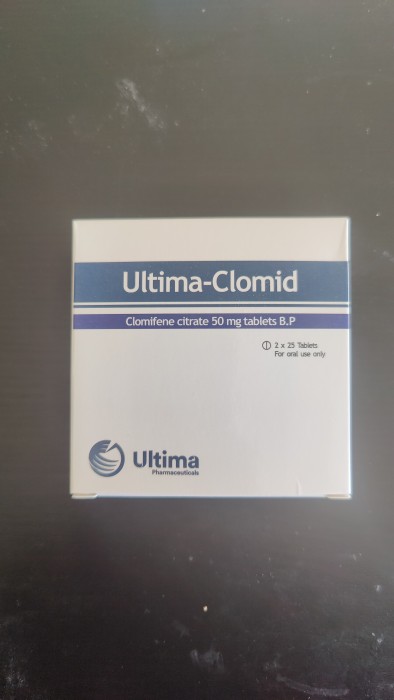 Ultima-Clomid
Clomifene citrate 50 mg tablets B.P
2 x 25 Tablets
For oral use only
Ultima
Pharmaceuticals